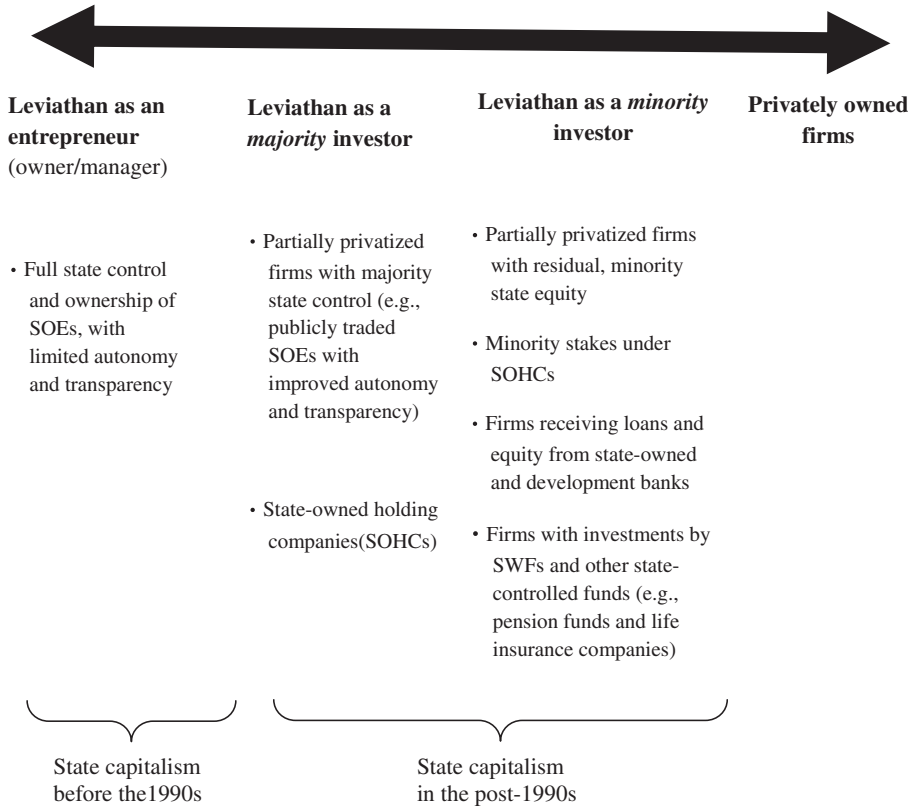 Leviathan as an
entrepreneur
(owner/manager)
Leviathan as a
majority investor
Leviathan as a minority
investor
Privately owned
firms
• Full state control
and ownership of
SOEs, with
limited autonomy
and transparency
• Partially privatized
firms with majority
state control (e.g.,
publicly traded
SOEs with
improved autonomy
and transparency)
• State-owned holding
companies(SOHCs)
• Partially privatized firms
with residual, minority
state equity
• Minority stakes under
SOHCs
• Firms receiving loans and
equity from state-owned
and development banks
• Firms with investments by
SWFs and other state-
controlled funds (e.g.,
pension funds and life
insurance companies)
State capitalism
before the1990s
State capitalism
in the post-1990s